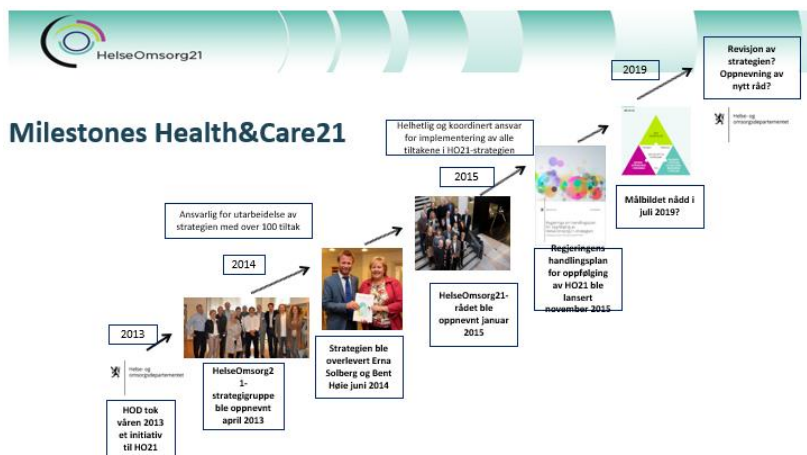 HelseOmsorg21
Milestones Health&Care21
2013
Helse- og
omsorgsdepartementet
HOD tok
våren 2013
et initiativ
til HO21
Ansvarlig for utarbeidelse av
strategien med over 100 tiltak
2014
HelseOmsorg2
1-
strategigruppe
ble oppnevnt
april 2013
Strategien ble
overlevert Erna
Solberg og Bent
Høie juni 2014
Helhetlig og koordinert ansvar
for implementering av alle
tiltakene i HO21-strategien
2015
HelseOmsorg21-
rådet ble
oppnevnt januar
2015
Regjeringens
handlingsplan
for oppfølging
av HO21 ble
lansert
november 2015
2019
Målbildet nådd i
juli 2019?
Revisjon av
strategien?
Oppnevning av
nytt råd?
Helse- og
omsorgsdepartementet